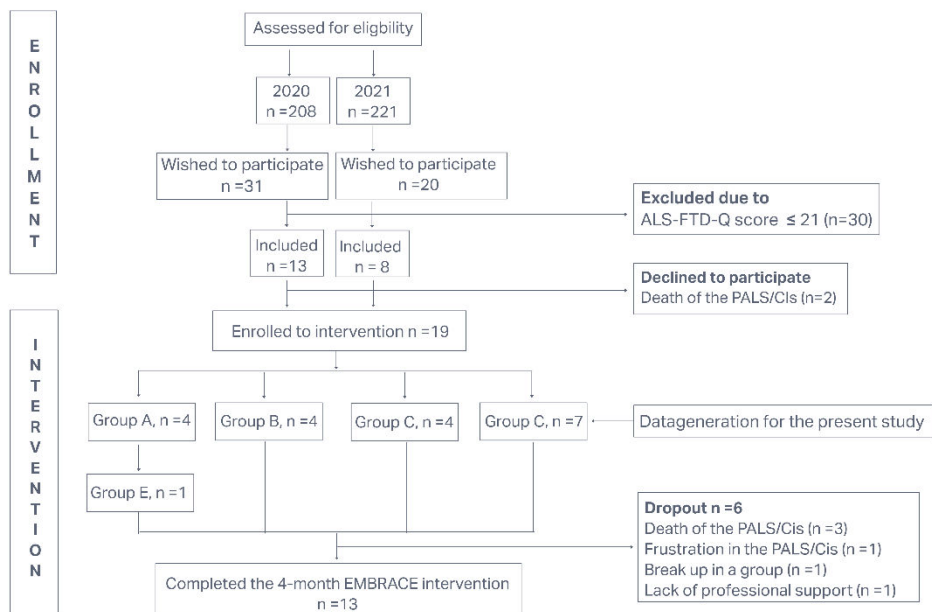 ENROLLMENT
Assessed for eligbility
2020
n =208
2021
n =221
Wished to participate
n =31
Wished to participate
n =20
Excluded due to
ALS-FTD-Q score ≤ 21 (n=30)
Included
n =13
Included
n = 8
Declined to participate
Death of the PALS/CIs (n=2)
INTERVENTION
Enrolled to intervention n =19
Group A, n =4
Group B, n =4
Group C, n =4
Group C, n =7
Datageneration for the present study
Group E, n =1
Dropout n =6
Death of the PALS/Cis (n =3)
Frustration in the PALS/Cis (n =1)
Break up in a group (n =1)
Lack of professional support (n =1)
Completed the 4-month EMBRACE intervention
n =13